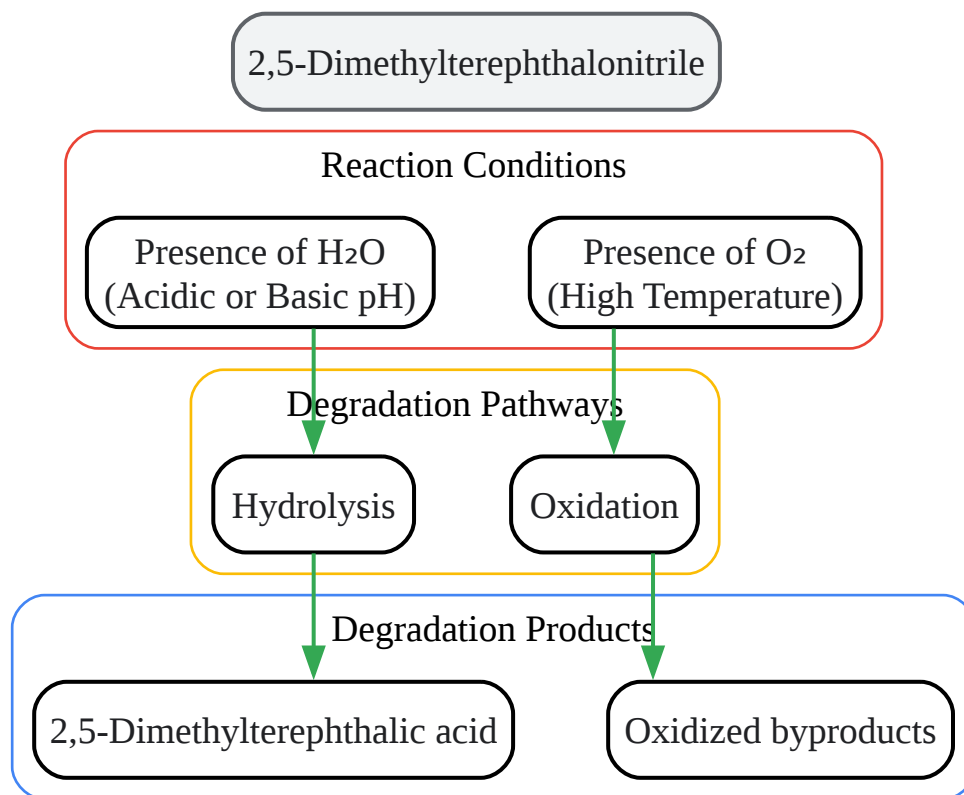 2,5-Dimethylterephthalonitrile
Reaction Conditions
Presence of H₂O
(Acidic or Basic pH)
Presence of O₂
(High Temperature)
Degradation Pathways
Hydrolysis
Oxidation
Degradation Products
2,5-Dimethylterephthalic acid
Oxidized byproducts